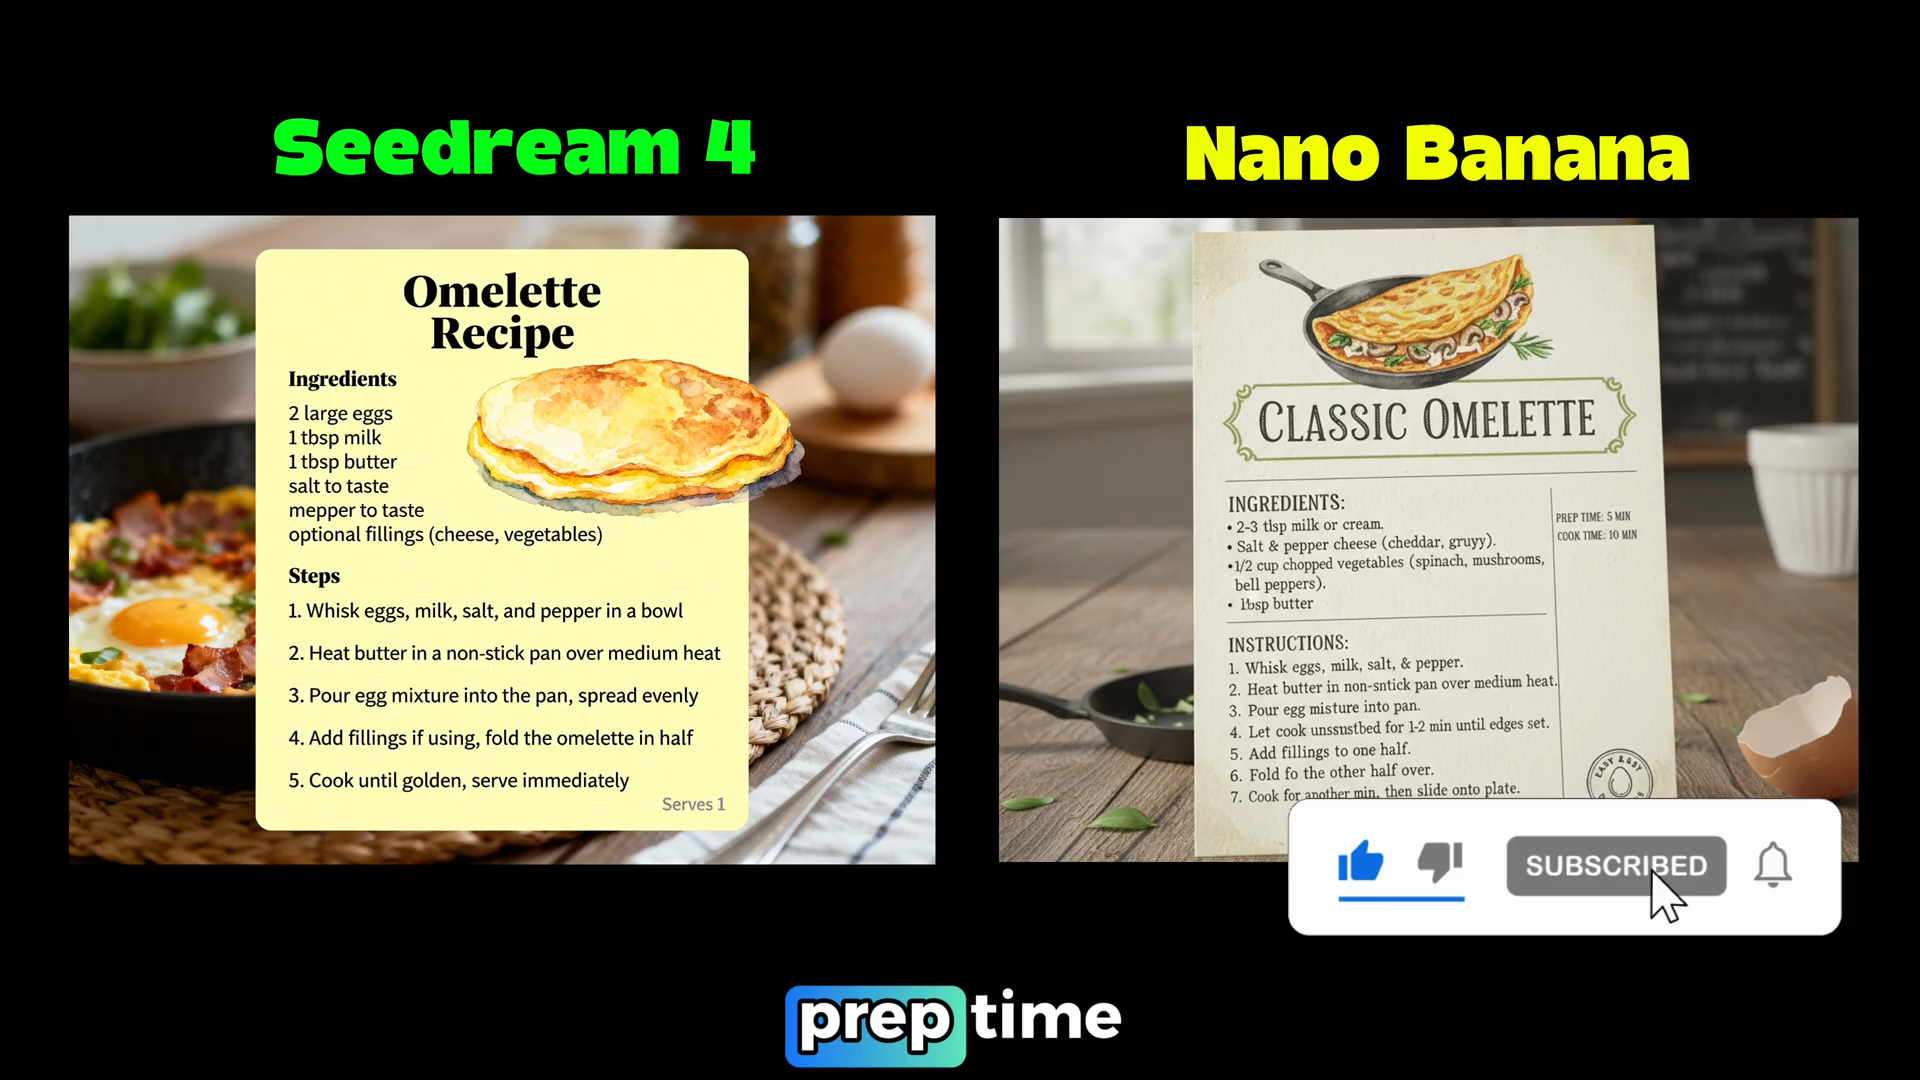 Seedream 4
Nano Banana
Omelette
Recipe
Ingredients
2 large eggs
1 tbsp milk
1 tbsp butter
salt to taste
mepper to taste
optional fillings (cheese, vegetables)
Steps
1. Whisk eggs, milk, salt, and pepper in a bowl
2. Heat butter in a non-stick pan over medium heat
3. Pour egg mixture into the pan, spread evenly
4. Add fillings if using, fold the omelette in half
5. Cook until golden, serve immediately
Serves 1
CLASSIC OMELETTE
INGREDIENTS:
• 2-3 tlsp milk or cream.
• Salt & pepper cheese (cheddar, gruyy).
•1/2 cup chopped vegetables (spinach, mushrooms,
bell peppers).
• 1bsp butter
PREP TIME: 5 MIN
COOK TIME: 10 MIN
INSTRUCTIONS:
1. Whisk eggs, milk, salt, & pepper.
2. Heat butter in non-sntick pan over medium heat.
3. Pour egg misture into pan.
4. Let cook unssnstbed for 1-2 min until edges set.
5. Add fillings to one half.
6. Fold fo the other half over.
7. Cook for another min, then slide onto plate.
EASY &
SUBSCRIBED
prep time